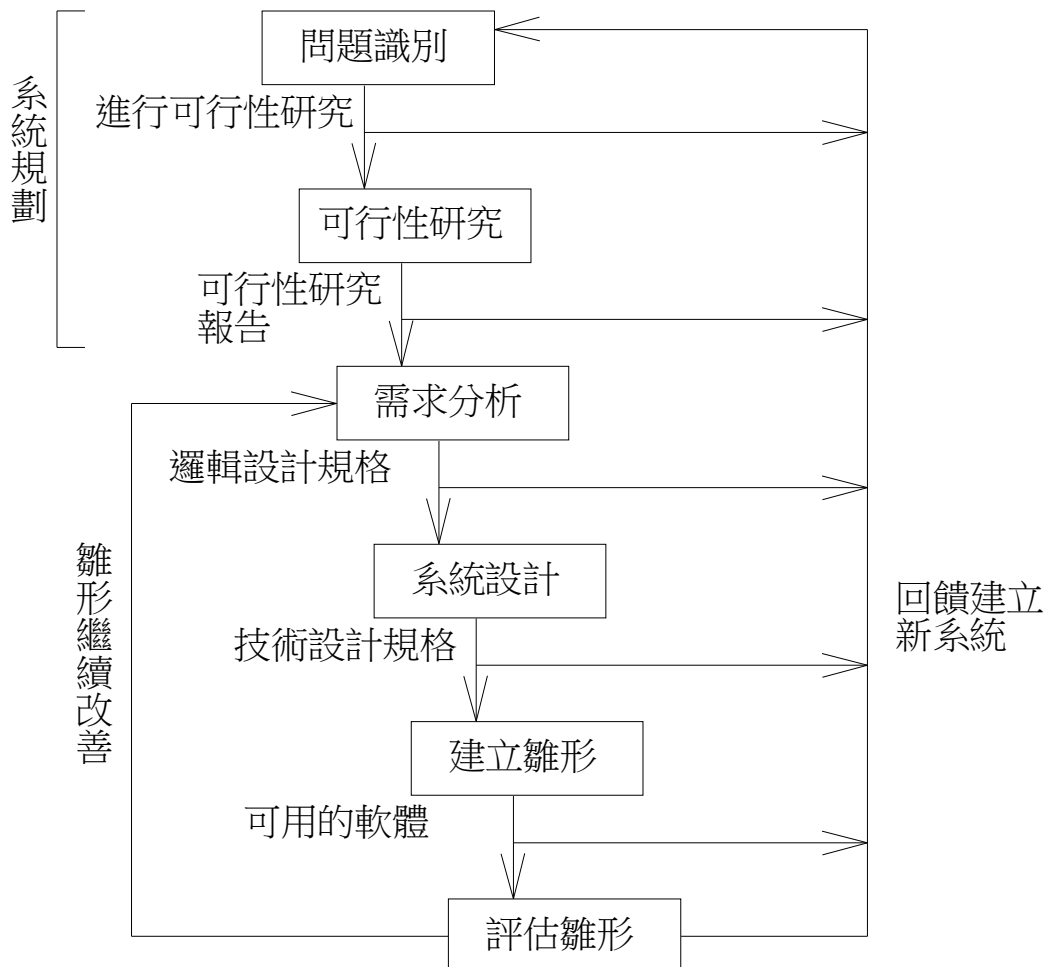 問題識別
系統規劃
進行可行性研究
可行性研究
可行性研究
報告
需求分析
邏輯設計規格
系統設計
雛形繼續改善
回饋建立
新系統
技術設計規格
建立雛形
可用的軟體
評估雛形